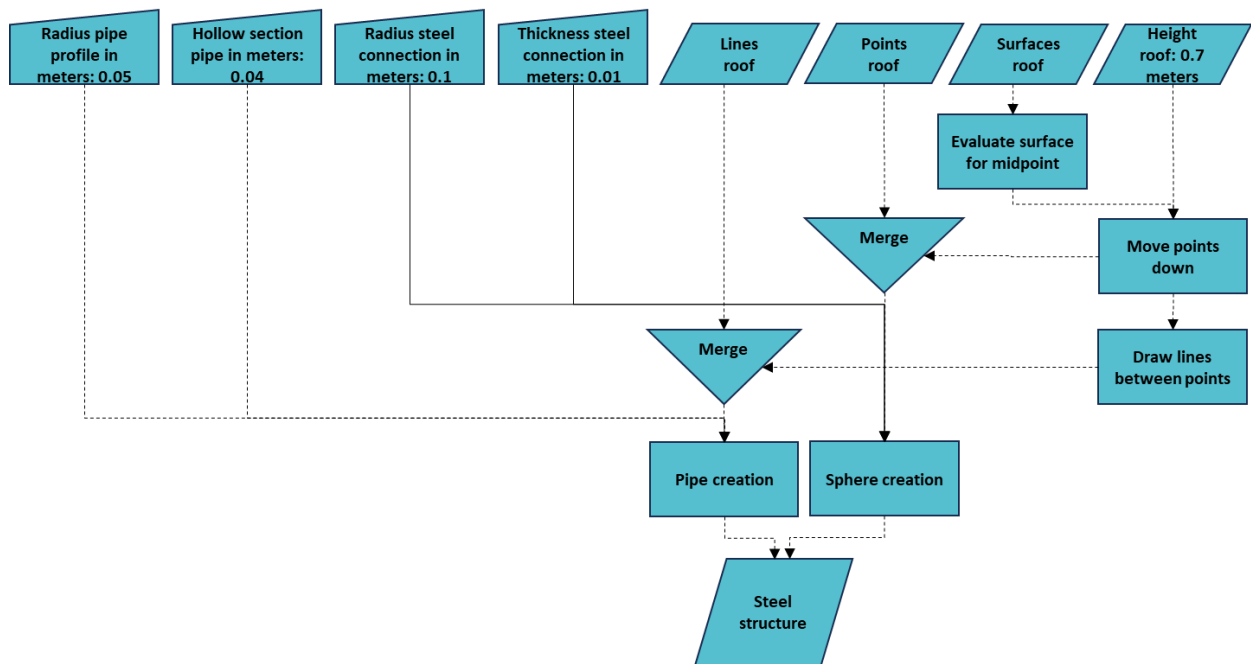 Radius pipe
profile in
meters: 0.05
Hollow section
pipe in meters:
0.04
Radius steel
connection in
meters: 0.1
Thickness steel
connection in
meters: 0.01
Lines
roof
Points
roof
Surfaces
roof
Height
roof: 0.7
meters
Evaluate surface
for midpoint
Merge
Move points
down
Merge
Draw lines
between points
Pipe creation
Sphere creation
Steel
structure